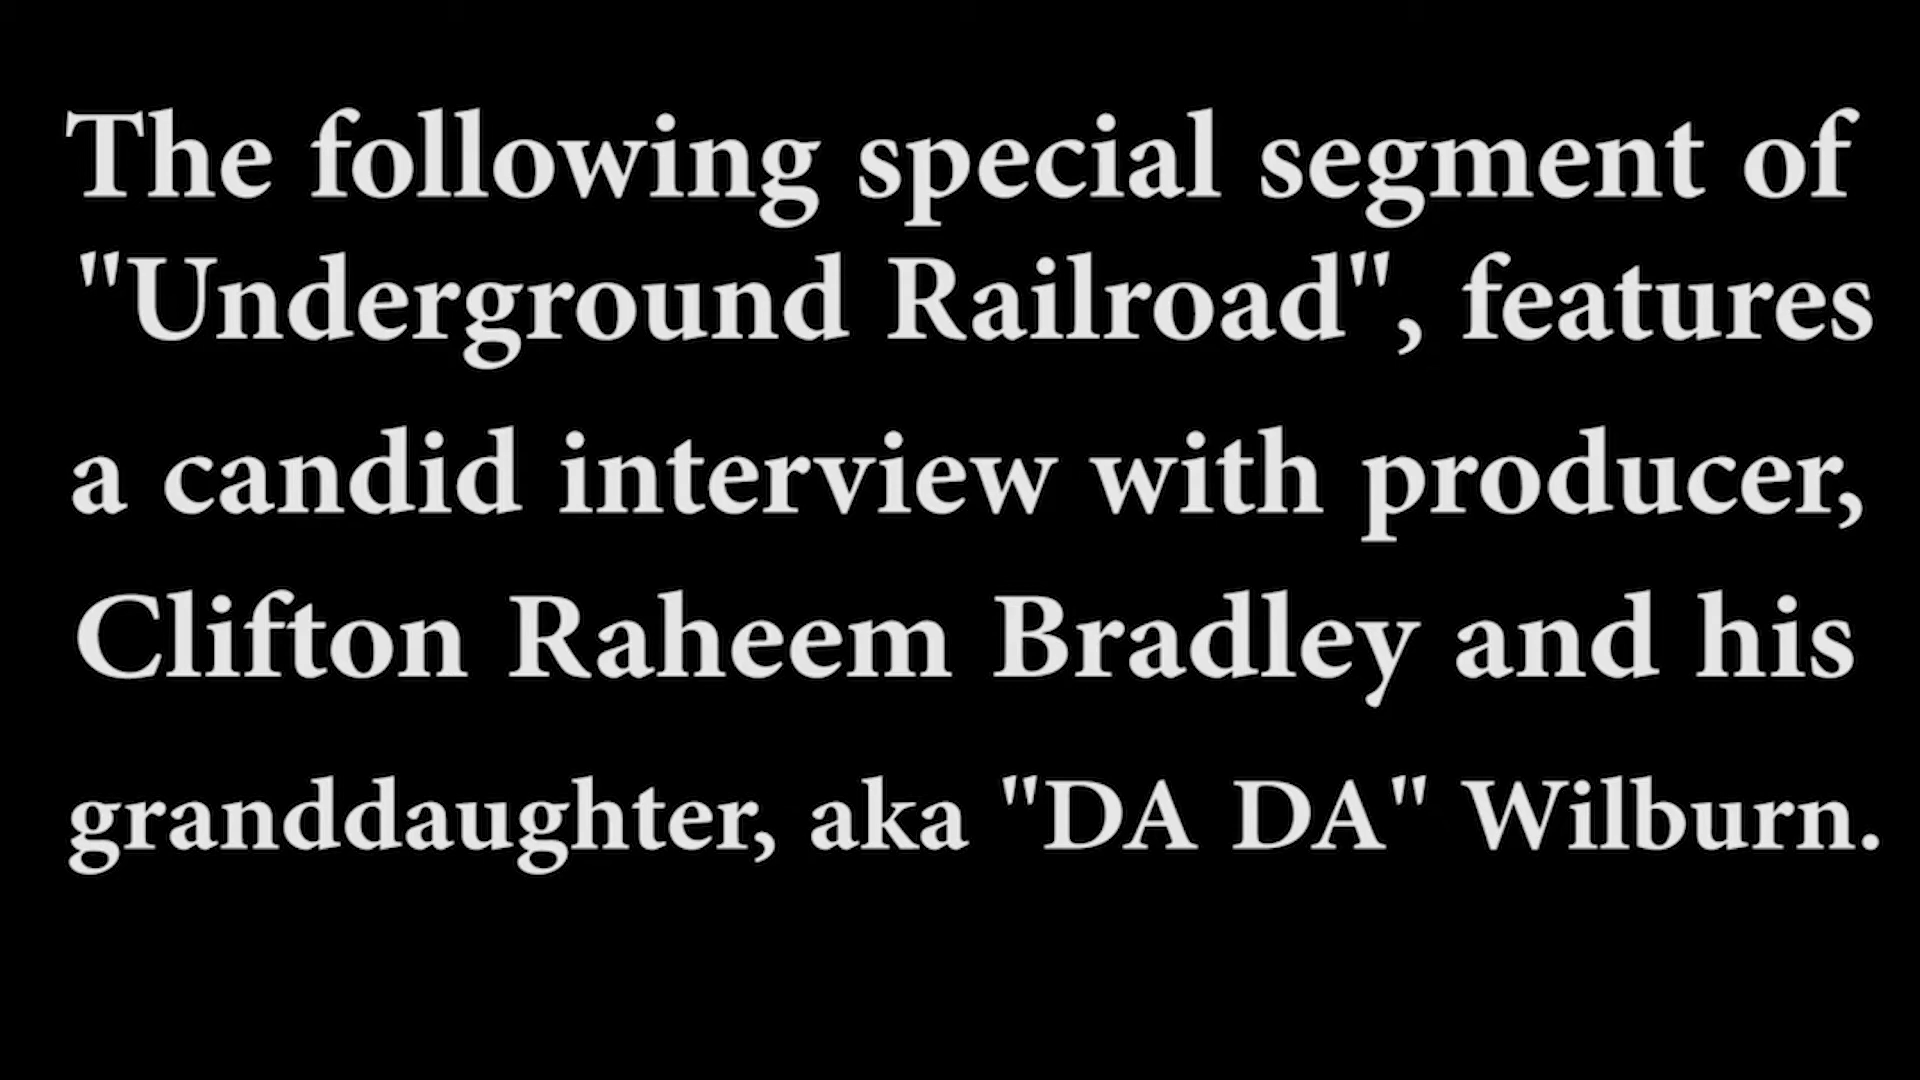 The following special segment of
"Underground Railroad", features
a candid interview with producer,
Clifton Raheem Bradley and his
granddaughter, aka "DA DA" Wilburn.